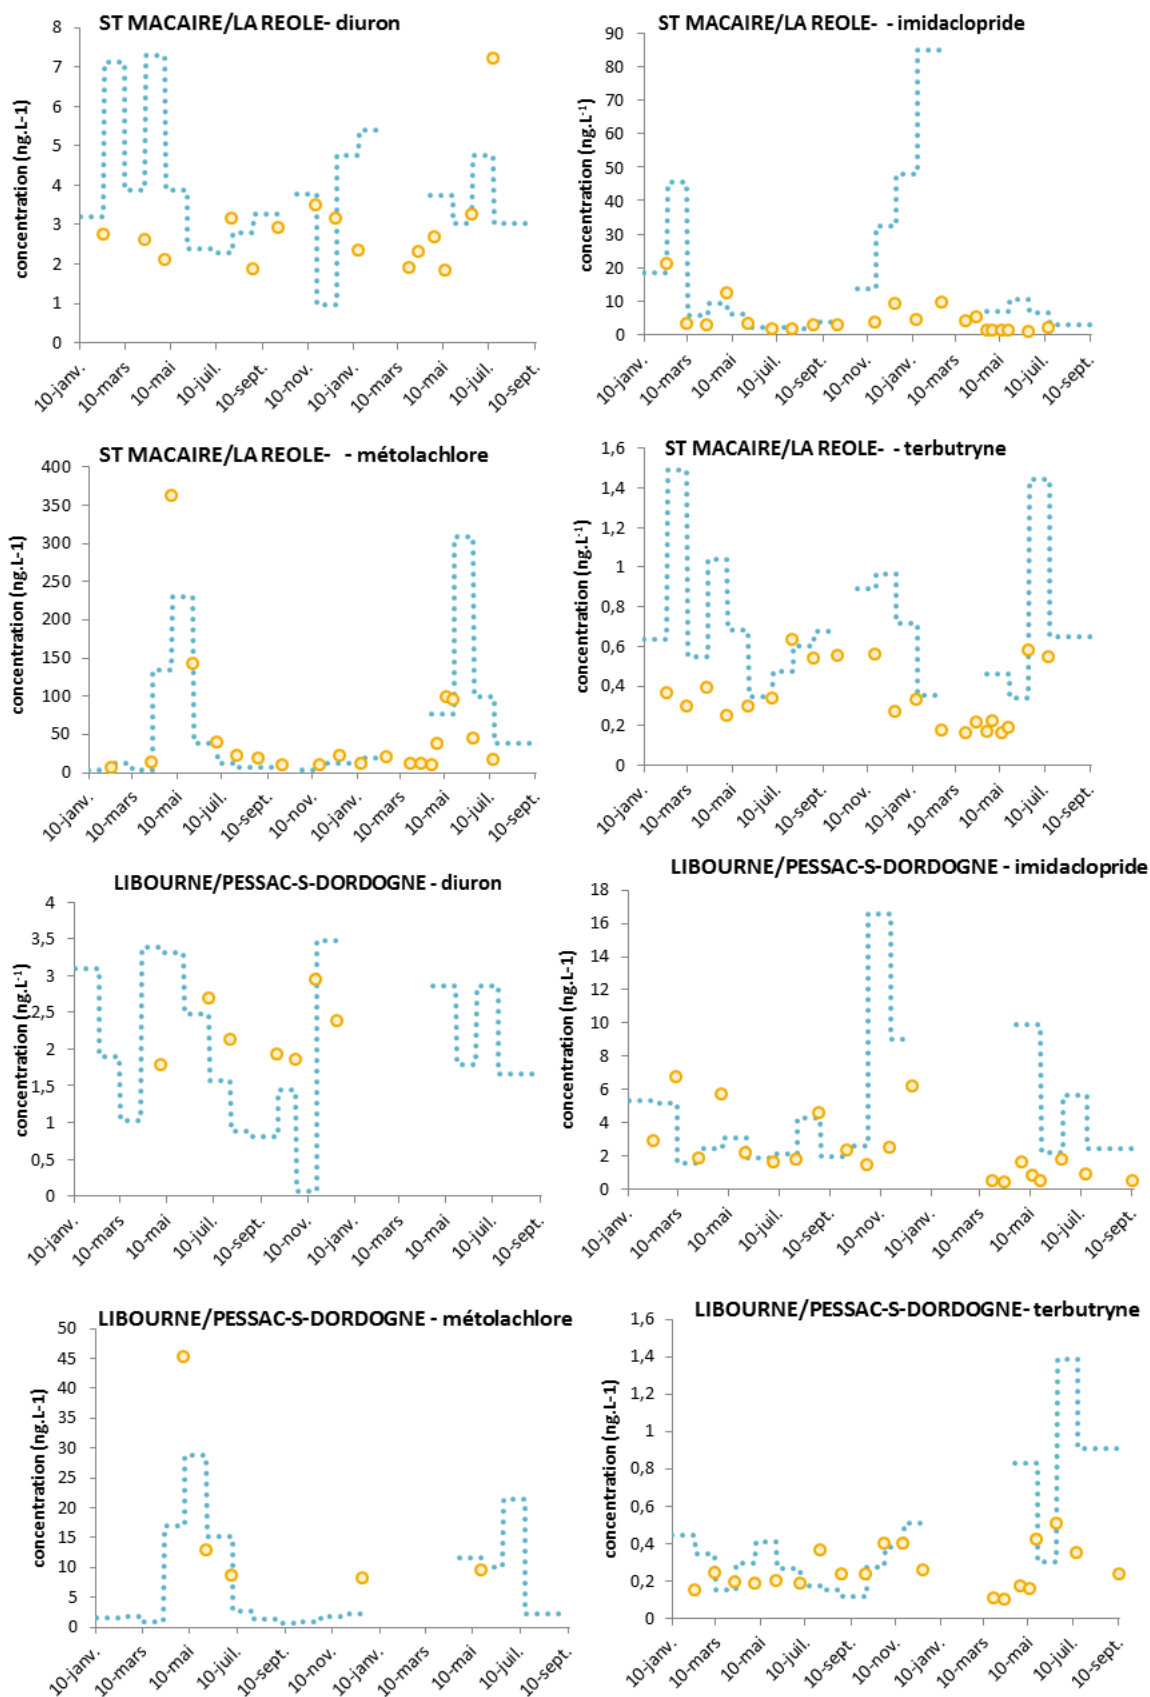 ST MACAIRE/LA REOLE- diuron
concentration (ng.L-1)
8
7
6
5
4
3
2
1
0
10-janv.
10-mars
10-mai
10-juil.
10-sept.
10-nov.
10-janv.
10-mars
10-mai
10-juil.
10-sept.
ST MACAIRE/LA REOLE- - imidaclopride
concentration (ng.L-1)
90
80
70
60
50
40
30
20
10
0
10-janv.
10-mars
10-mai
10-juil.
10-sept.
10-nov.
10-janv.
10-mars
10-mai
10-juil.
10-sept.
ST MACAIRE/LA REOLE- - métolachlore
concentration (ng.L-1)
400
350
300
250
200
150
100
50
0
10-janv.
10-mars
10-mai
10-juil.
10-sept.
10-nov.
10-janv.
10-mars
10-mai
10-juil.
10-sept.
ST MACAIRE/LA REOLE- - terbutryne
concentration (ng.L-1)
1,6
1,4
1,2
1
0,8
0,6
0,4
0,2
0
10-janv.
10-mars
10-mai
10-juil.
10-sept.
10-nov.
10-janv.
10-mars
10-mai
10-juil.
10-sept.
LIBOURNE/PESSAC-S-DORDOGNE - diuron
concentration (ng.L-1)
4
3,5
3
2,5
2
1,5
1
0,5
0
10-janv.
10-mars
10-mai
10-juil.
10-sept.
10-nov.
10-janv.
10-mars
10-mai
10-juil.
10-sept.
LIBOURNE/PESSAC-S-DORDOGNE - imidaclopride
concentration (ng.L-1)
18
16
14
12
10
8
6
4
2
0
10-janv.
10-mars
10-mai
10-juil.
10-sept.
10-nov.
10-janv.
10-mars
10-mai
10-juil.
10-sept.
LIBOURNE/PESSAC-S-DORDOGNE - métolachlore
concentration (ng.L-1)
50
45
40
35
30
25
20
15
10
5
0
10-janv.
10-mars
10-mai
10-juil.
10-sept.
10-nov.
10-janv.
10-mars
10-mai
10-juil.
10-sept.
LIBOURNE/PESSAC-S-DORDOGNE- terbutryne
concentration (ng.L-1)
1,6
1,4
1,2
1
0,8
0,6
0,4
0,2
0
10-janv.
10-mars
10-mai
10-juil.
10-sept.
10-nov.
10-janv.
10-mars
10-mai
10-juil.
10-sept.